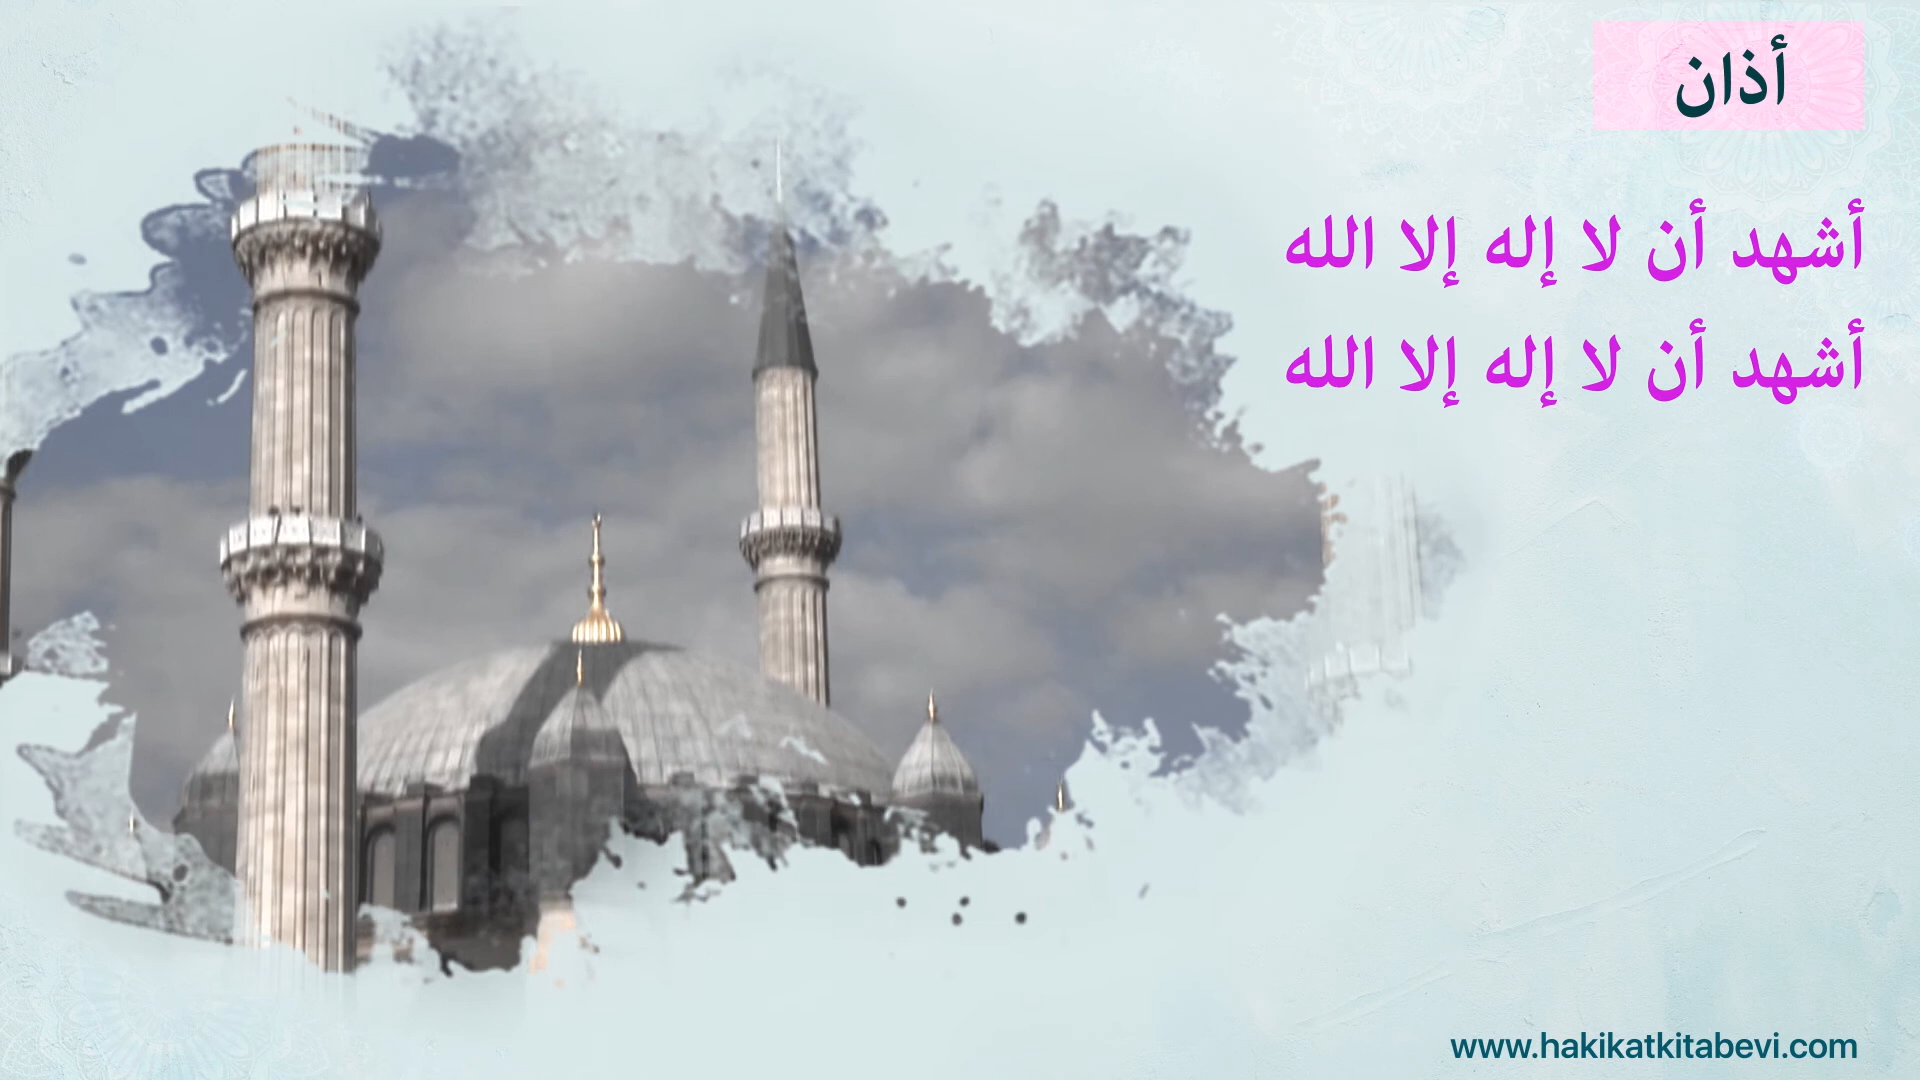 أذان
أشهد أن لا إله إلا الله
أشهد أن لا إله إلا الله
www.hakikatkitabevi.com